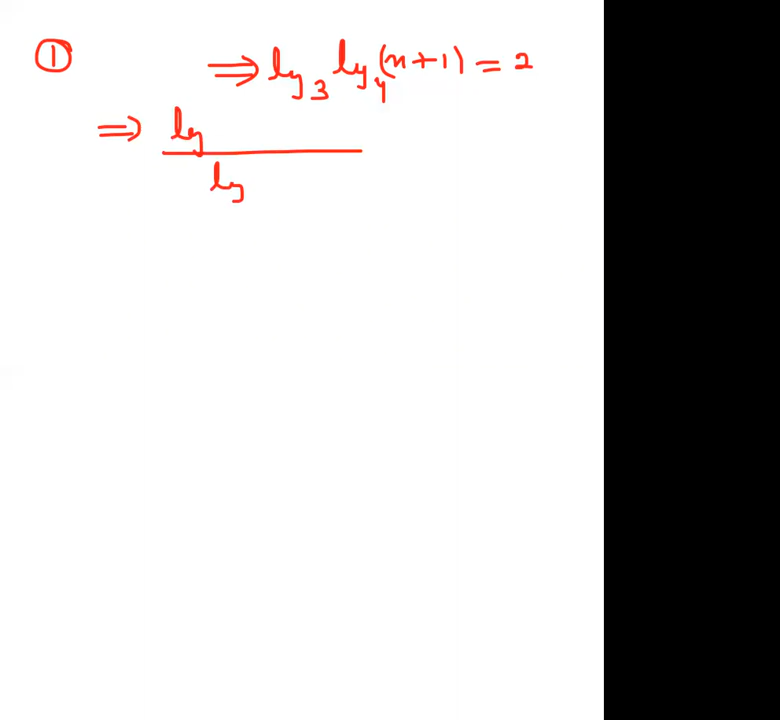 ① ⇒ log₃ log₄(x+1) = 2
⇒ log
log